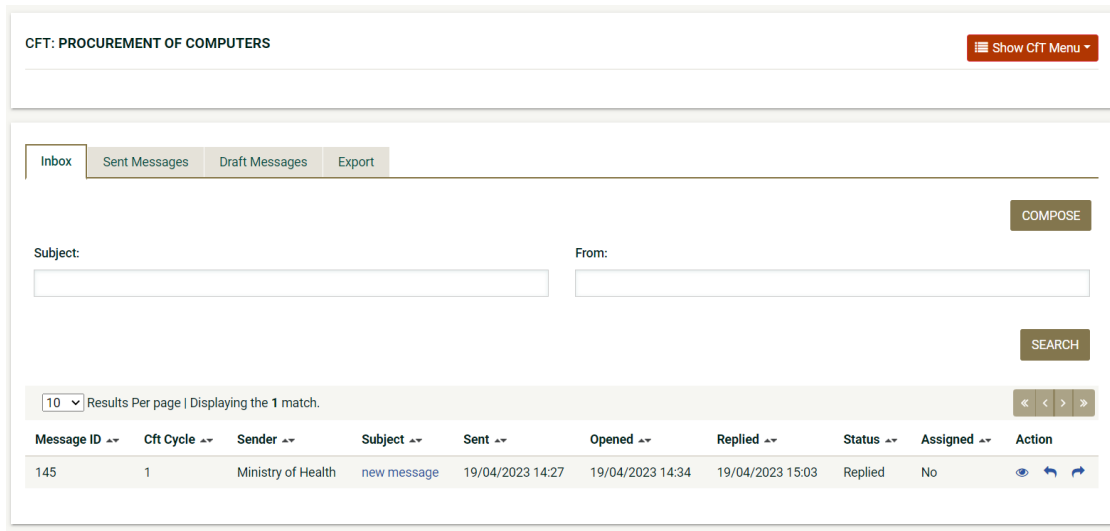 CFT: PROCUREMENT OF COMPUTERS
Show CfT Menu
Inbox Sent Messages Draft Messages Export
COMPOSE
Subject: From:
SEARCH
10 Results Per page | Displaying the 1 match.
Message ID Cft Cycle Sender Subject Sent Opened Replied Status Assigned Action
145 1 Ministry of Health new message 19/04/2023 14:27 19/04/2023 14:34 19/04/2023 15:03 Replied No